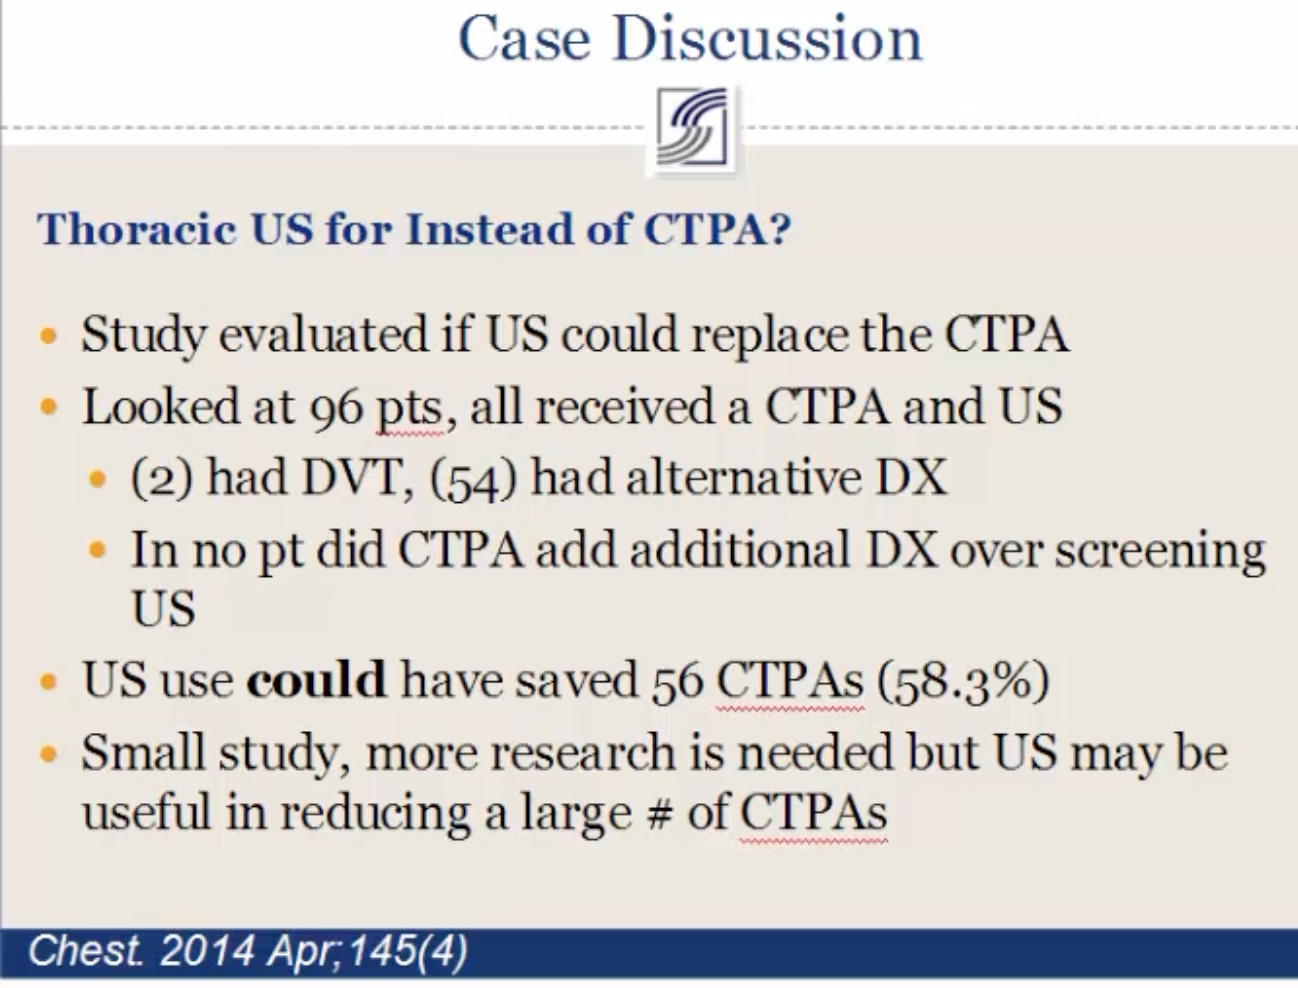 Case Discussion
Thoracic US for Instead of CTPA?
Study evaluated if US could replace the CTPA
Looked at 96 pts, all received a CTPA and US
(2) had DVT, (54) had alternative DX
In no pt did CTPA add additional DX over screening
US
US use could have saved 56 CTPAs (58.3%)
Small study, more research is needed but US may be
useful in reducing a large # of CTPAs
Chest. 2014 Apr;145(4)